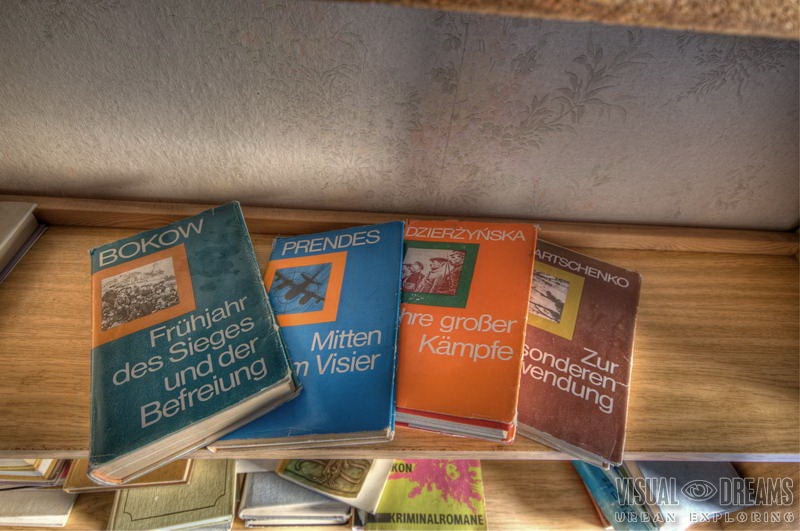 BOKOW
Frühjahr
des Sieges
und der
Befreiung
PRENDES
Mitten
m Visier
DZIERŻYŃSKA
hre großer
Kämpfe
ARTSCHENKO
Zur
sonderen
wendung
KON
KRIMINALROMANE
VISUAL DREAMS
URBAN EXPLORING